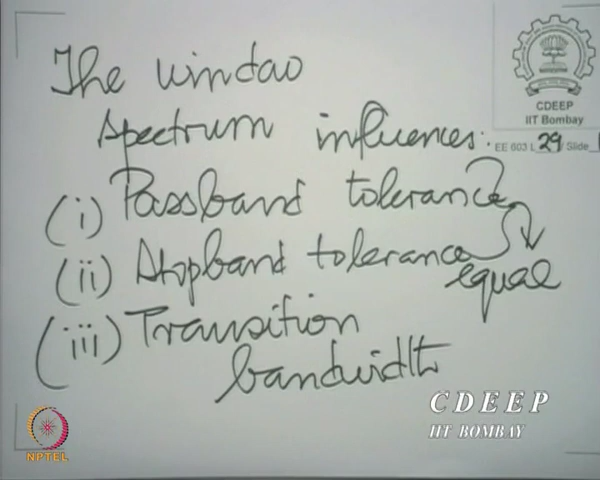 The window
spectrum influences:
(i) Passband tolerance
(ii) Stopband tolerance
equal
(iii) Transition
bandwidth
CDEEP
IIT Bombay
EE 603 L 29 / Slide
CDEEP
IIT BOMBAY
NPTEL